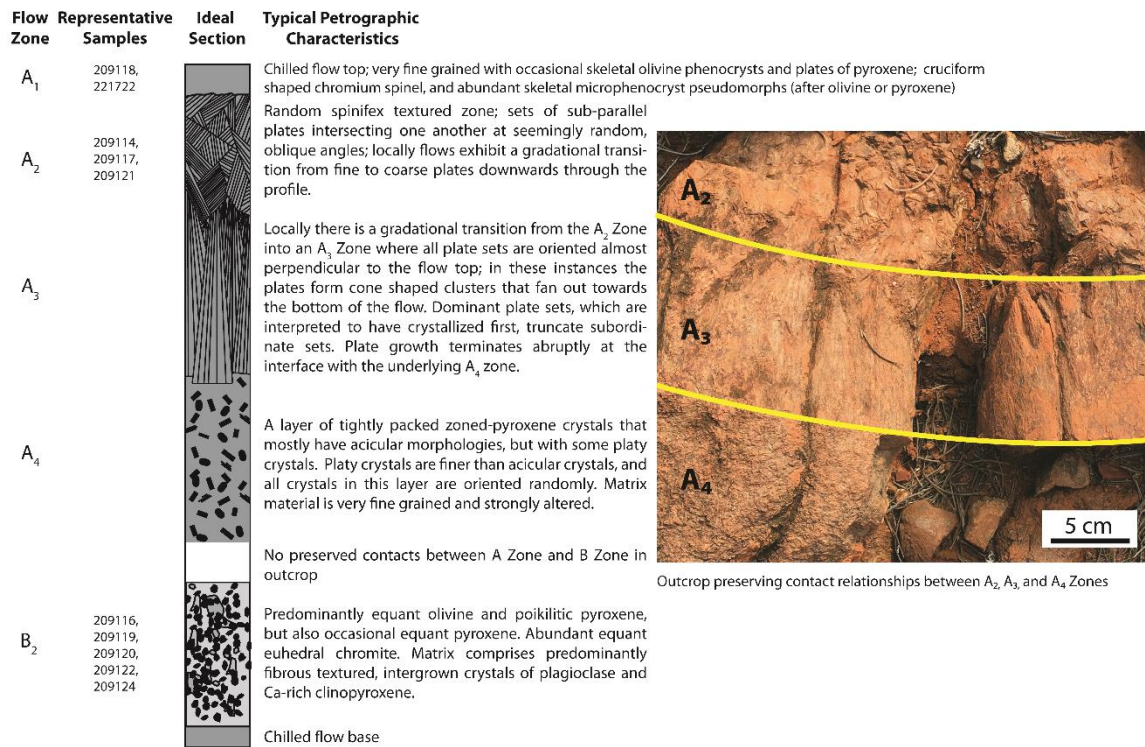 Flow Zone
Representative Samples
Ideal Section
Typical Petrographic Characteristics
A1
209118,
221722
Chilled flow top; very fine grained with occasional skeletal olivine phenocrysts and plates of pyroxene; cruciform
shaped chromium spinel, and abundant skeletal microphenocryst pseudomorphs (after olivine or pyroxene)
A2
209114,
209117,
209121
Random spinifex textured zone; sets of sub-parallel
plates intersecting one another at seemingly random,
oblique angles; locally flows exhibit a gradational transi-
tion from fine to coarse plates downwards through the
profile.
A3
Locally there is a gradational transition from the A2 Zone
into an A3 Zone where all plate sets are oriented almost
perpendicular to the flow top; in these instances the
plates form cone shaped clusters that fan out towards
the bottom of the flow. Dominant plate sets, which are
interpreted to have crystallized first, truncate subordi-
nate sets. Plate growth terminates abruptly at the
interface with the underlying A4 zone.
A4
A layer of tightly packed zoned-pyroxene crystals that
mostly have acicular morphologies, but with some platy
crystals. Platy crystals are finer than acicular crystals, and
all crystals in this layer are oriented randomly. Matrix
material is very fine grained and strongly altered.
No preserved contacts between A Zone and B Zone in
outcrop
B2
209116,
209119,
209120,
209122,
209124
Predominantly equant olivine and poikilitic pyroxene,
but also occasional equant pyroxene. Abundant equant
euhedral chromite. Matrix comprises predominantly
fibrous textured, intergrown crystals of plagioclase and
Ca-rich clinopyroxene.
Chilled flow base
A2
A3
A4
5 cm
Outcrop preserving contact relationships between A2, A3, and A4 Zones